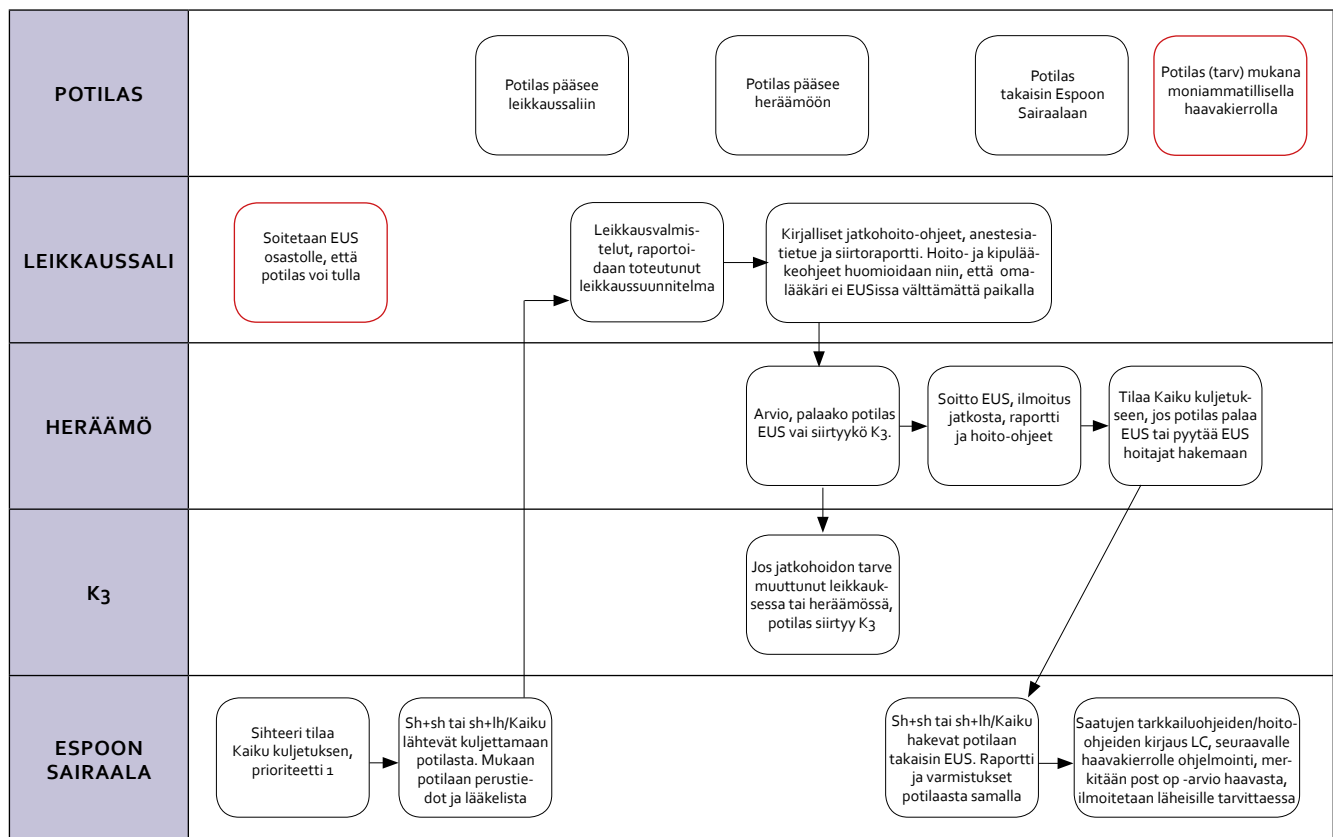 POTILAS
Potilas pääsee
leikkaussaliin
Potilas pääsee
heräämöön
Potilas
takaisin Espoon
Sairaalaan
Potilas (tarv) mukana
moniammatillisella
haavakierrolla
LEIKKAUSSALI
Soitetaan EUS
osastolle, että
potilas voi tulla
Leikkausvalmis-
telut, raportoi-
daan toteutunut
leikkaussuunnitelma
Kirjalliset jatkohoito-ohjeet, anestesia-
tietue ja siirtoraportti. Hoito- ja kipulää-
keohjeet huomioidaan niin, että oma-
lääkäri ei EUSissa välttämättä paikalla
HERÄÄMÖ
Arvio, palaako potilas
EUS vai siirtyykö K3.
Soitto EUS, ilmoitus
jatkosta, raportti
ja hoito-ohjeet
Tilaa Kaiku kuljetuk-
seen, jos potilas palaa
EUS tai pyytää EUS
hoitajat hakemaan
K3
Jos jatkohoidon tarve
muuttunut leikkauk-
sessa tai heräämössä,
potilas siirtyy K3
ESPOON
SAIRAALA
Sihteeri tilaa
Kaiku kuljetuksen,
prioriteetti 1
Sh+sh tai sh+lh/Kaiku
lähtevät kuljettamaan
potilasta. Mukaan
potilaan perustie-
dot ja lääkelista
Sh+sh tai sh+lh/Kaiku
hakevat potilaan
takaisin EUS. Raportti
ja varmistukset
potilaasta samalla
Saatujen tarkkailuohjeiden/hoito-
ohjeiden kirjaus LC, seuraavalle
haavakierrolle ohjelmointi, mer-
kitään post op -arvio haavasta,
ilmoitetaan läheisille tarvittaessa